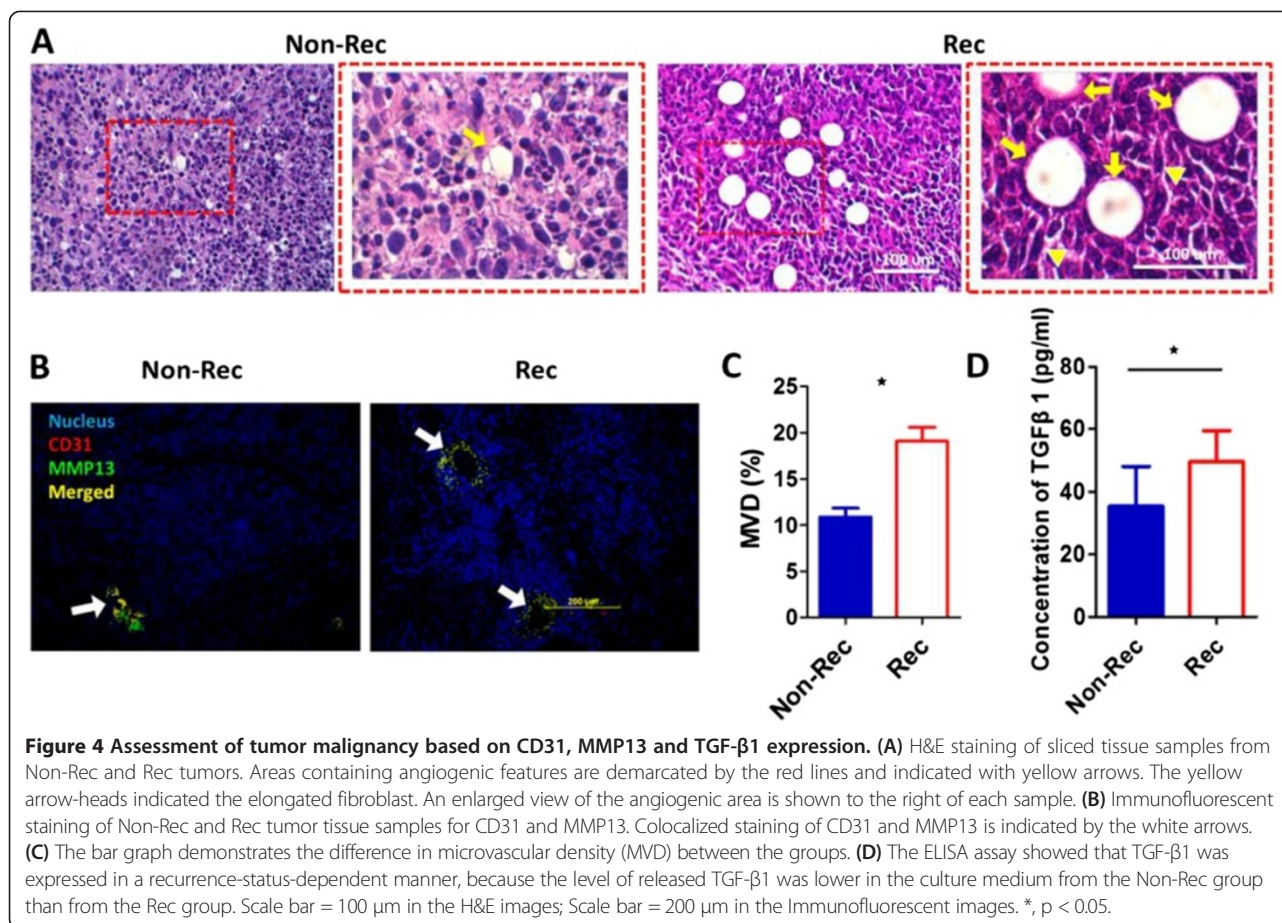 A
Non-Rec
Rec
100 um
100 um
B
Non-Rec
Rec
Nucleus
CD31
MMP13
Merged
200 µm
C
*
MVD (%)
25
20
15
10
5
0
Non-Rec
Rec
D
*
Concentration of TGFβ 1 (pg/ml)
80
60
40
20
0
Non-Rec
Rec
Figure 4 Assessment of tumor malignancy based on CD31, MMP13 and TGF-β1 expression. (A) H&E staining of sliced tissue samples from
Non-Rec and Rec tumors. Areas containing angiogenic features are demarcated by the red lines and indicated with yellow arrows. The yellow
arrow-heads indicated the elongated fibroblast. An enlarged view of the angiogenic area is shown to the right of each sample. (B) Immunofluorescent
staining of Non-Rec and Rec tumor tissue samples for CD31 and MMP13. Colocalized staining of CD31 and MMP13 is indicated by the white arrows.
(C) The bar graph demonstrates the difference in microvascular density (MVD) between the groups. (D) The ELISA assay showed that TGF-β1 was
expressed in a recurrence-status-dependent manner, because the level of released TGF-β1 was lower in the culture medium from the Non-Rec group
than from the Rec group. Scale bar = 100 μm in the H&E images; Scale bar = 200 μm in the Immunofluorescent images. *, p < 0.05.